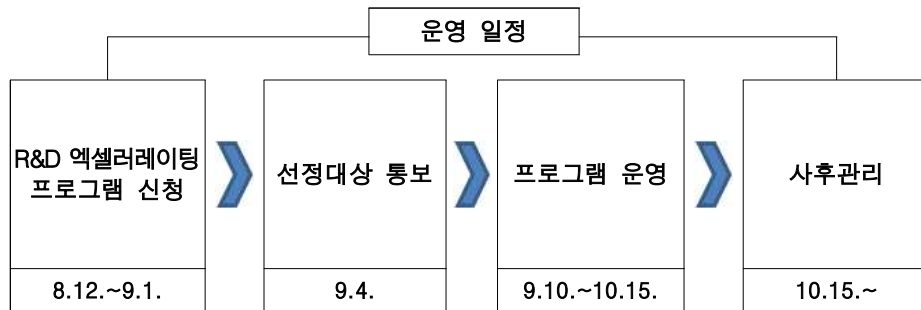 운영 일정
R&D 엑셀러레이팅
프로그램 신청
선정대상 통보
프로그램 운영
사후관리
8.12.~9.1.
9.4.
9.10.~10.15.
10.15.~